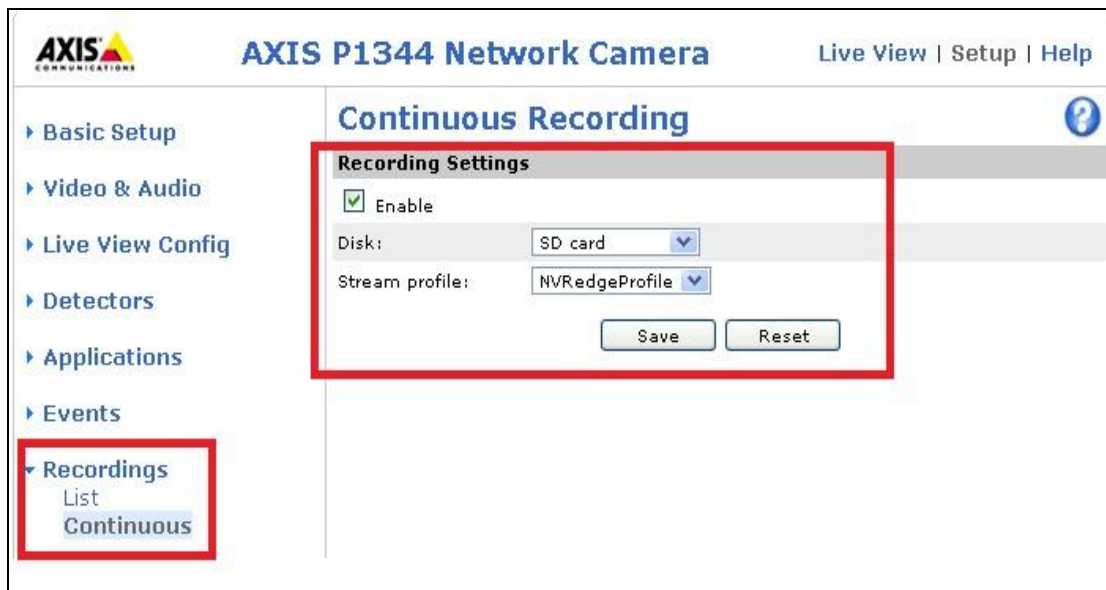 AXIS
COMMUNICATIONS
AXIS P1344 Network Camera
Live View | Setup | Help
Basic Setup
Video & Audio
Live View Config
Detectors
Applications
Events
Recordings
List
Continuous
Continuous Recording
?
Recording Settings
Enable
Disk: SD card
Stream profile: NVRedgeProfile
Save Reset